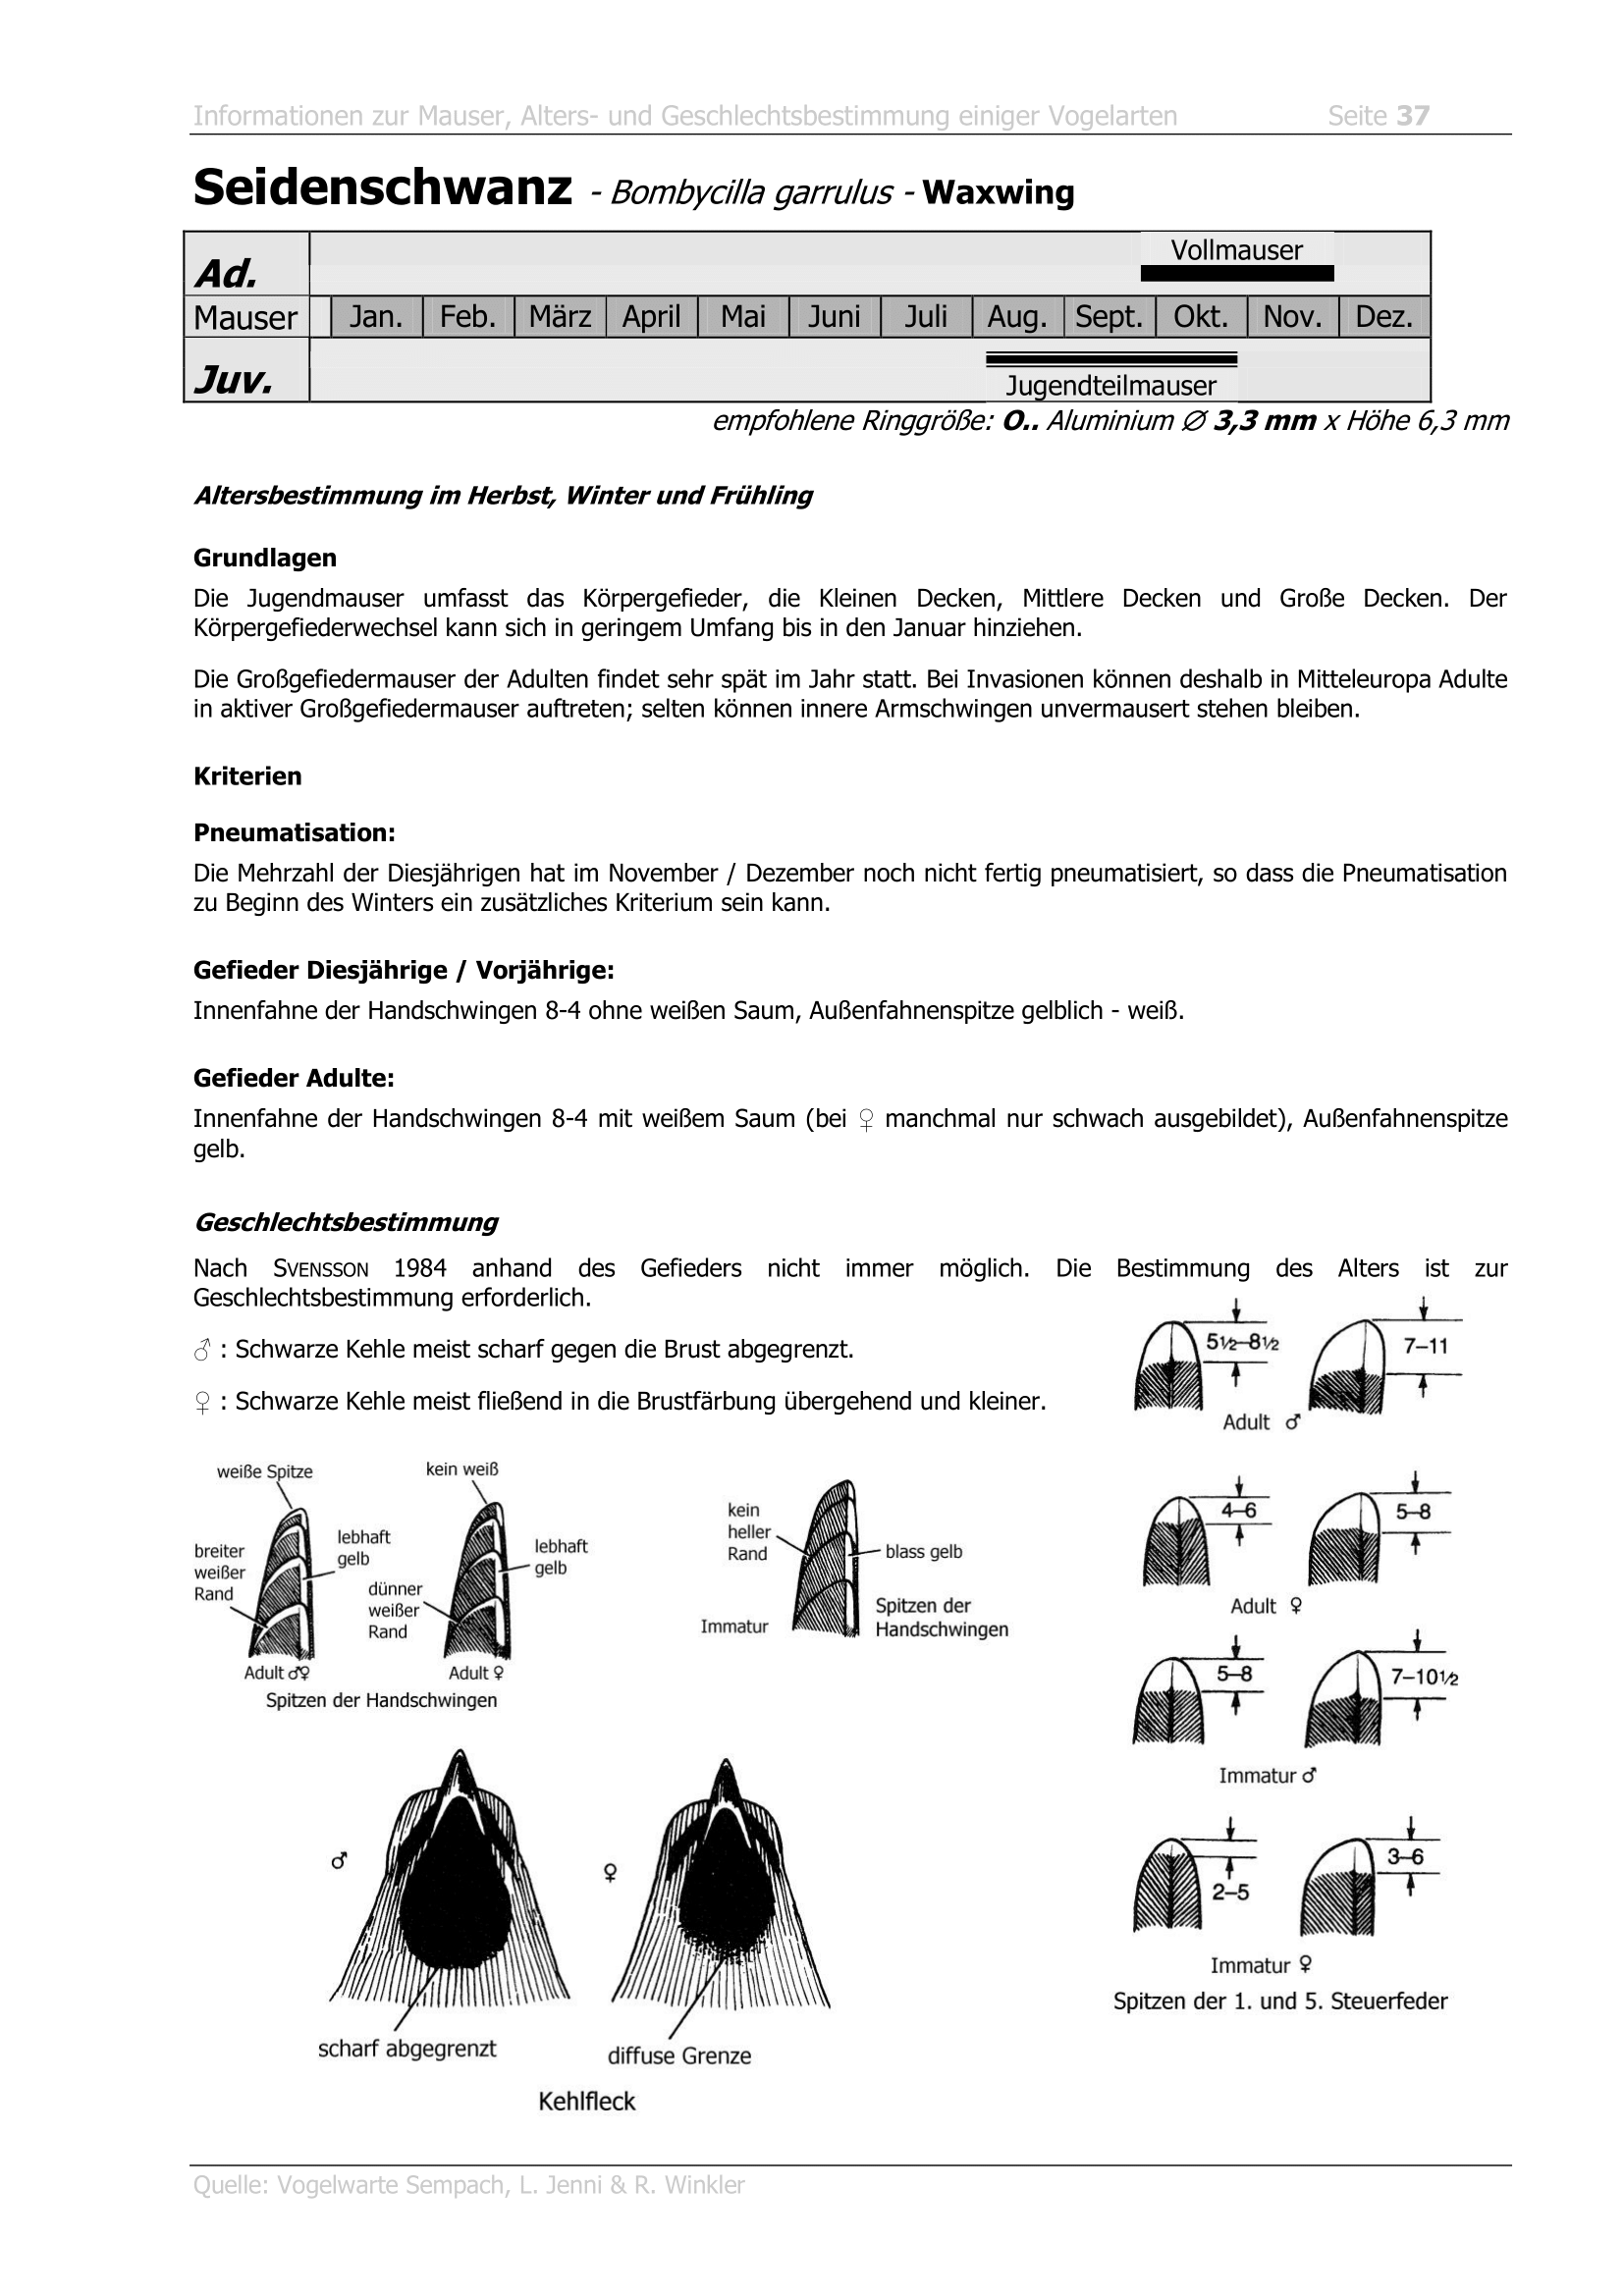 Informationen zur Mauser, Alters- und Geschlechtsbestimmung einiger Vogelarten Seite 37
Seidenschwanz - Bombycilla garrulus - Waxwing
Vollmauser
Ad.
Mauser Jan. Feb. März April Mai Juni Juli Aug. Sept. Okt. Nov. Dez.
Juv.
Jugendteilmauser
empfohlene Ringgröße: O.. Aluminium ∅ 3,3 mm x Höhe 6,3 mm
Altersbestimmung im Herbst, Winter und Frühling
Grundlagen
Die Jugendmauser umfasst das Körpergefieder, die Kleinen Decken, Mittlere Decken und Große Decken. Der
Körpergefiederwechsel kann sich in geringem Umfang bis in den Januar hinziehen.
Die Großgefiedermauser der Adulten findet sehr spät im Jahr statt. Bei Invasionen können deshalb in Mitteleuropa Adulte
in aktiver Großgefiedermauser auftreten; selten können innere Armschwingen unvermausert stehen bleiben.
Kriterien
Pneumatisation:
Die Mehrzahl der Diesjährigen hat im November / Dezember noch nicht fertig pneumatisiert, so dass die Pneumatisation
zu Beginn des Winters ein zusätzliches Kriterium sein kann.
Gefieder Diesjährige / Vorjährige:
Innenfahne der Handschwingen 8-4 ohne weißen Saum, Außenfahnenspitze gelblich - weiß.
Gefieder Adulte:
Innenfahne der Handschwingen 8-4 mit weißem Saum (bei ♀ manchmal nur schwach ausgebildet), Außenfahnenspitze
gelb.
Geschlechtsbestimmung
Nach SVENSSON 1984 anhand des Gefieders nicht immer möglich. Die Bestimmung des Alters ist zur
Geschlechtsbestimmung erforderlich.
♂ : Schwarze Kehle meist scharf gegen die Brust abgegrenzt.
♀ : Schwarze Kehle meist fließend in die Brustfärbung übergehend und kleiner.
weiße Spitze
breiter
weißer
Rand
lebhaft
gelb
Adult ♂♀
kein weiß
dünner
weißer
Rand
lebhaft
gelb
Adult ♀
Spitzen der Handschwingen
kein
heller
Rand
blass gelb
Immatur
Spitzen der
Handschwingen
5½–8½ 7–11
Adult ♂
4–6 5–8
Adult ♀
5–8 7–10½
Immatur ♂
2–5 3–6
Immatur ♀
Spitzen der 1. und 5. Steuerfeder
♂ ♀
scharf abgegrenzt
diffuse Grenze
Kehlfleck
Quelle: Vogelwarte Sempach, L. Jenni & R. Winkler